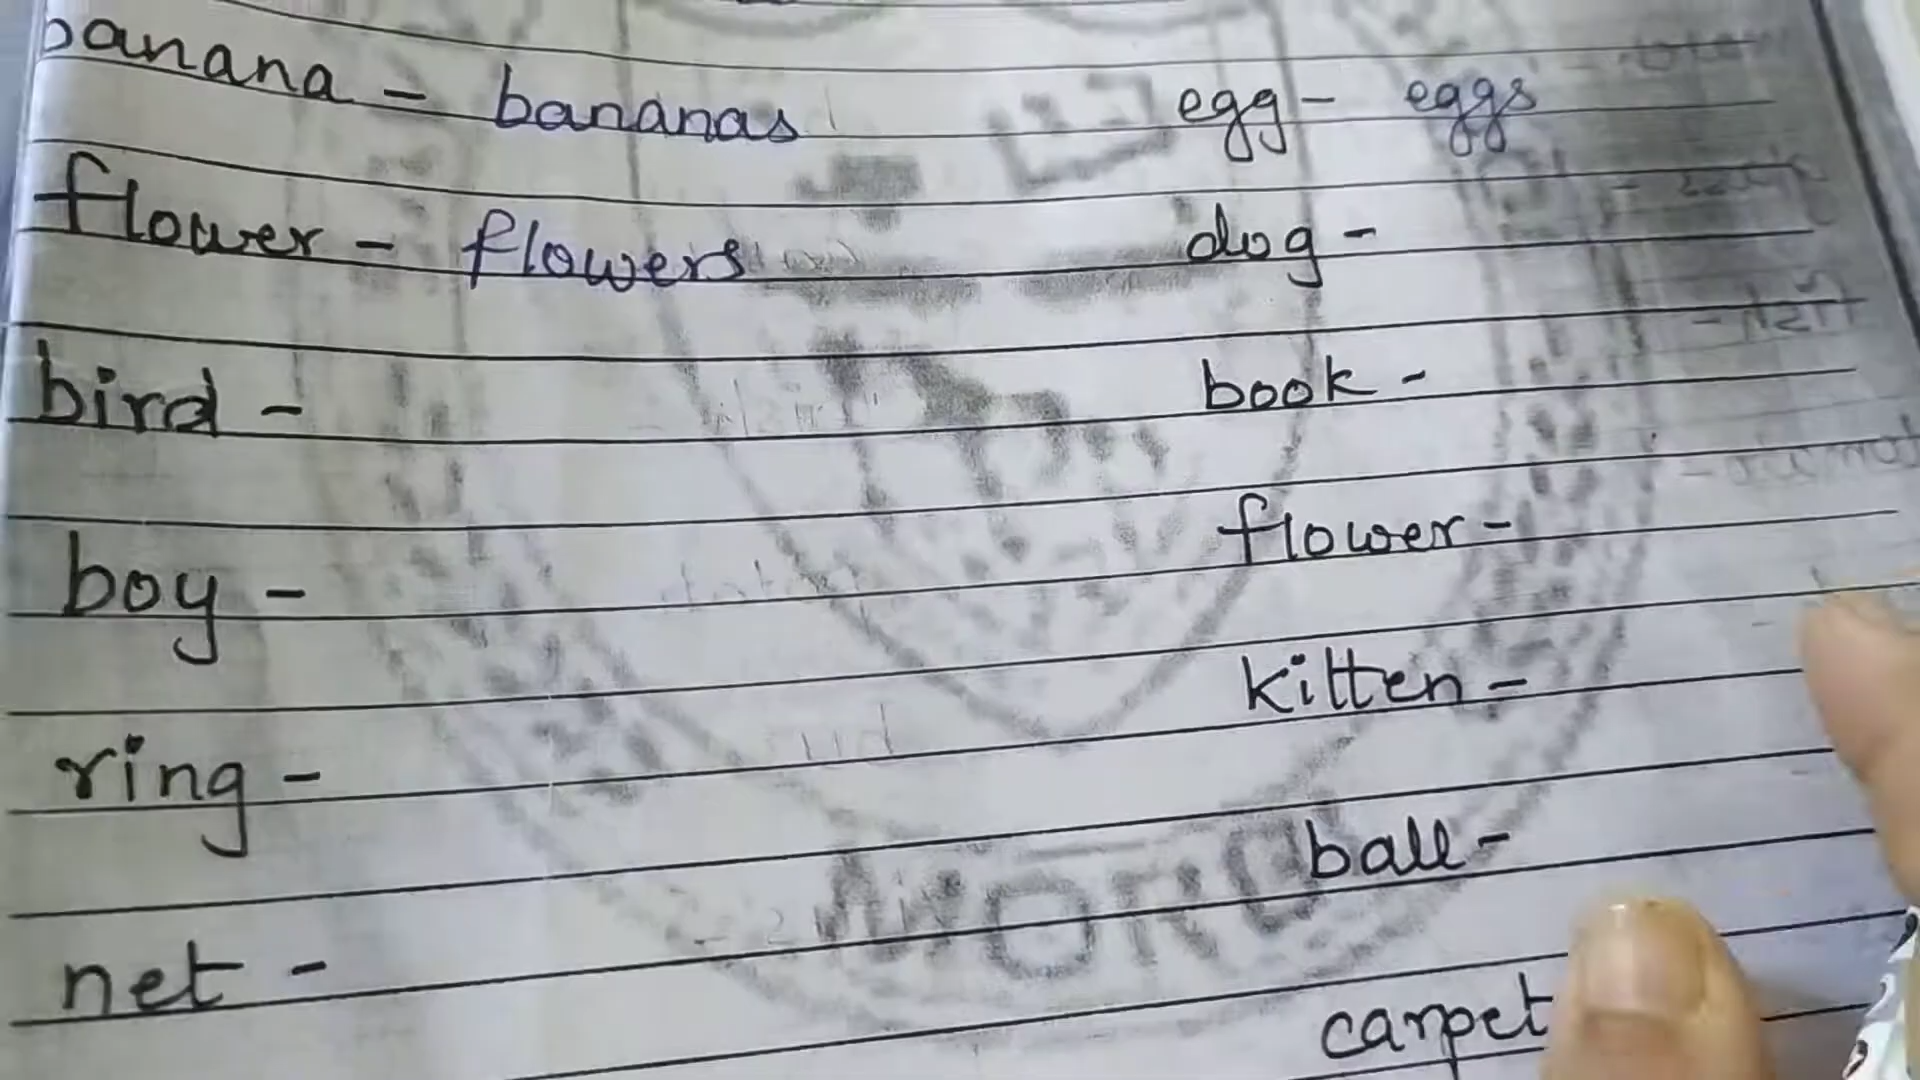 banana - bananas
flower - flowers
bird -
boy -
ring -
net -
egg - eggs
dog -
book -
flower -
kitten -
ball -
carpet